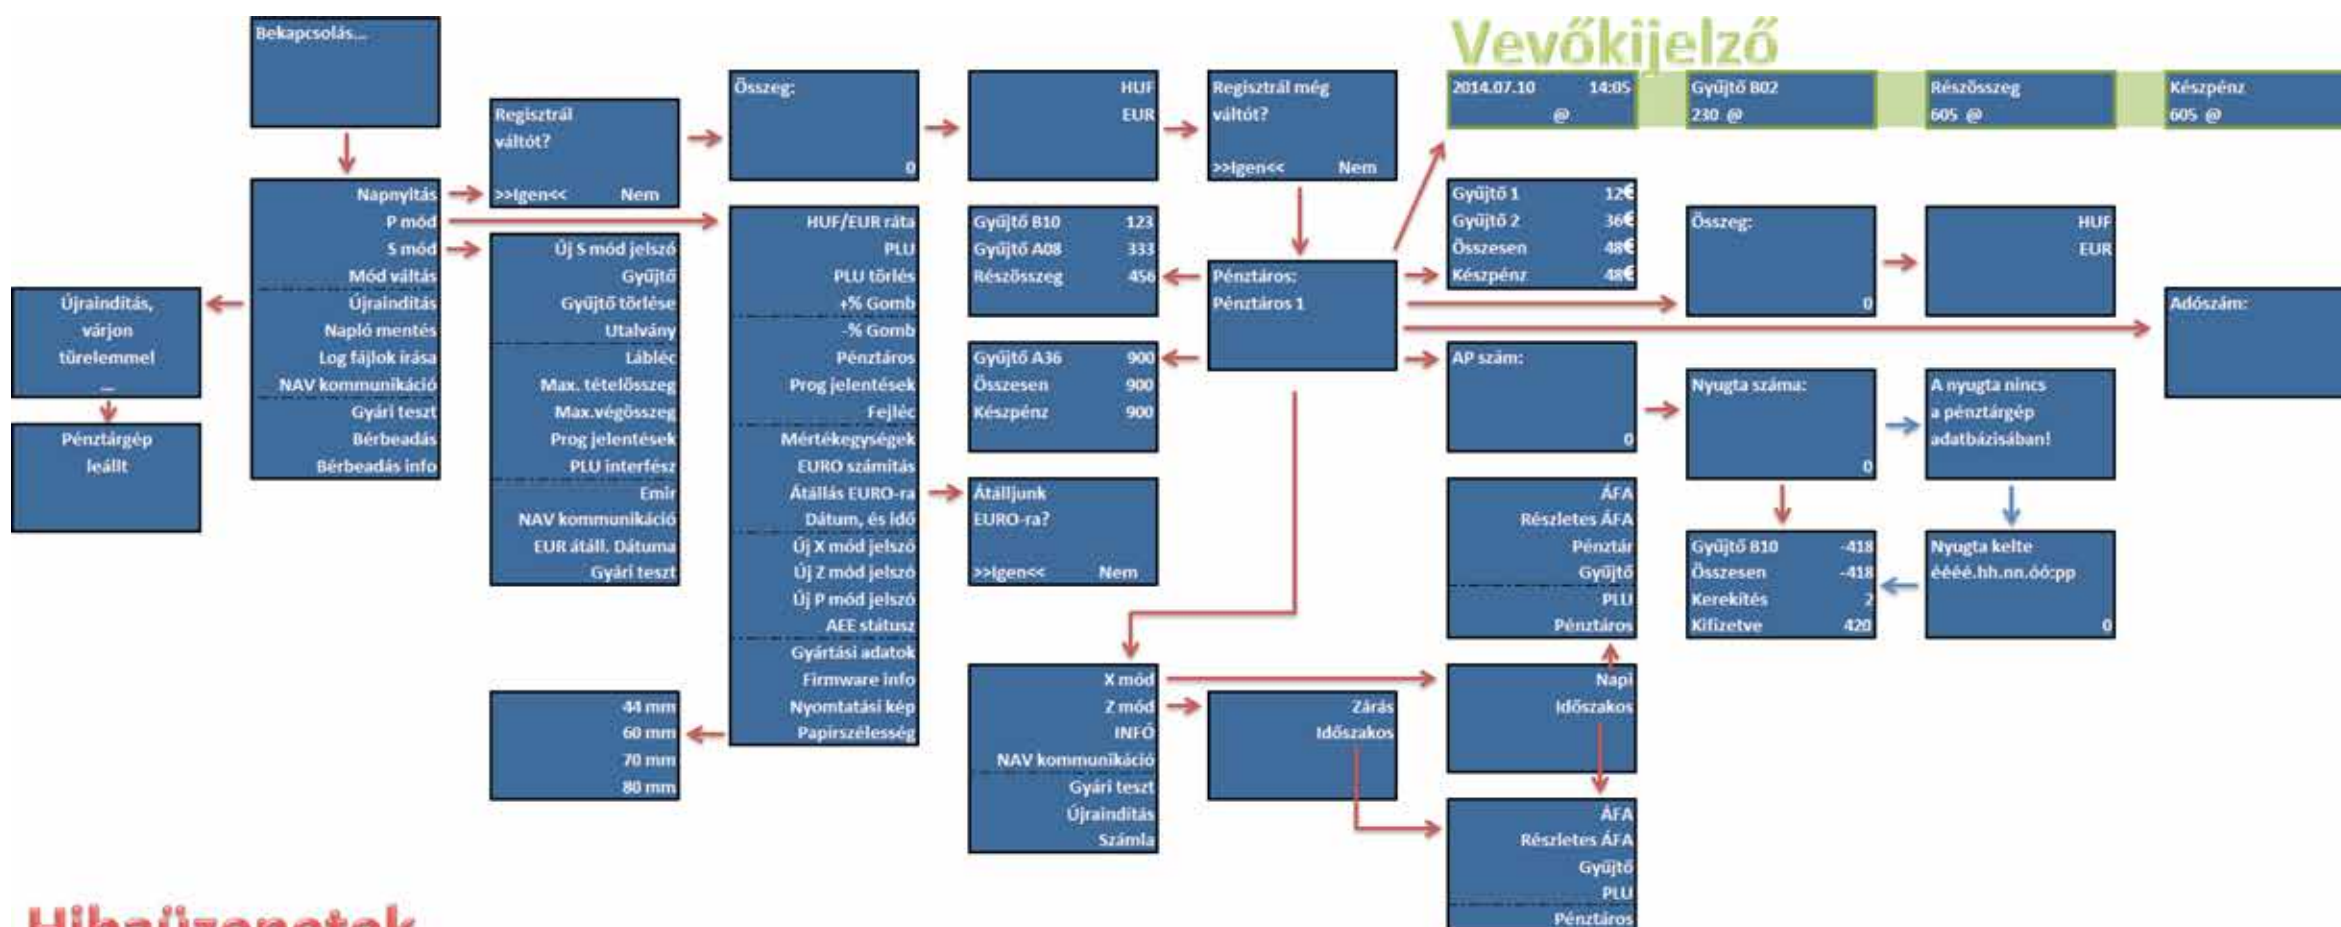 Vevőkijelző
Bekapcsolás...
Napnyitás
P mód
S mód
Mód váltás
Újraindítás
Napló mentés
Log fájlok írása
NAV kommunikáció
Gyári teszt
Bérbeadás
Bérbeadás info
Újraindítás,
várjon
türelemmel
...
Pénztárgép
leállt
Regisztrál
váltót?
>>Igen<< Nem
Új S mód jelszó
Gyűjtő
Gyűjtő törlése
Utalvány
Lábléc
Max. tételösszeg
Max.végösszeg
Prog jelentések
PLU interfész
Emir
NAV kommunikáció
EUR átáll. Dátuma
Gyári teszt
44 mm
60 mm
70 mm
80 mm
Összeg:
0
HUF/EUR ráta
PLU
PLU törlés
+% Gomb
-% Gomb
Pénztáros
Prog jelentések
Fejléc
Mértékegységek
EURO számítás
Átállás EURO-ra
Dátum, és idő
Új X mód jelszó
Új Z mód jelszó
Új P mód jelszó
AEE státusz
Gyártási adatok
Firmware info
Nyomtatási kép
Papírszélesség
HUF
EUR
Gyűjtő B10 123
Gyűjtő A08 333
Részösszeg 456
Gyűjtő A36 900
Összesen 900
Készpénz 900
Átálljunk
EURO-ra?
>>Igen<< Nem
X mód
Z mód
INFÓ
NAV kommunikáció
Gyári teszt
Újraindítás
Számla
Regisztrál még
váltót?
>>Igen<< Nem
Pénztáros:
Pénztáros 1
Zárás
Időszakos
2014.07.10 14:05
@
Gyűjtő B02
230 @
Részösszeg
605 @
Készpénz
605 @
Gyűjtő 1 12€
Gyűjtő 2 36€
Összesen 48€
Készpénz 48€
Összeg:
0
HUF
EUR
Adószám:
AP szám:
0
Nyugta száma:
0
A nyugta nincs
a pénztárgép
adatbázisában!
Nyugta kelte
éééé.hh.nn.óó:pp
0
Gyűjtő B10 -418
Összesen -418
Kerekítés 2
Kifizetve 420
ÁFA
Részletes ÁFA
Pénztár
Gyűjtő
PLU
Pénztáros
Napi
Időszakos
ÁFA
Részletes ÁFA
Gyűjtő
PLU
Pénztáros
Hibaüzenetek